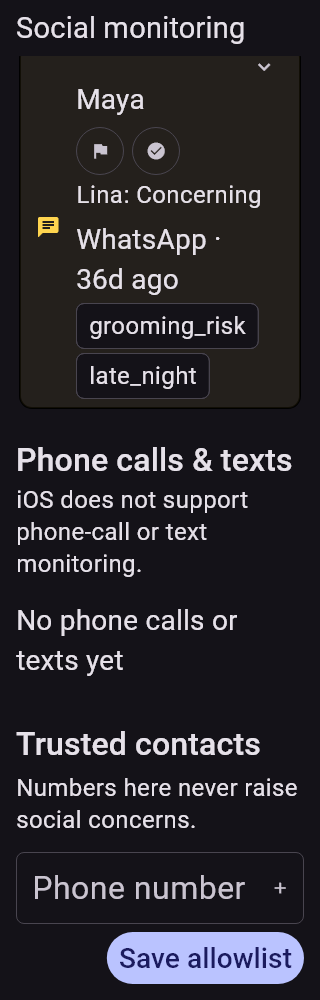 Social monitoring
Maya
Lina: Concerning
WhatsApp ·
36d ago
grooming_risk
late_night
Phone calls & texts
iOS does not support
phone-call or text
monitoring.
No phone calls or
texts yet
Trusted contacts
Numbers here never raise
social concerns.
Phone number +
Save allowlist